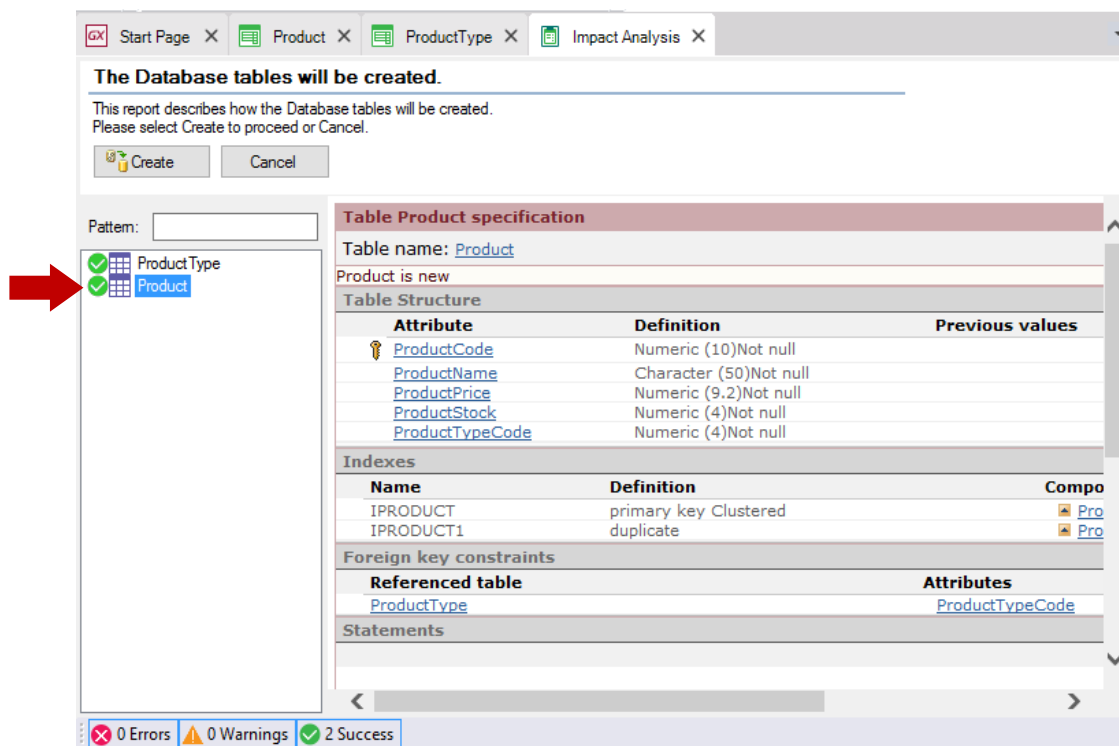 GX Start Page Product ProductType Impact Analysis
The Database tables will be created.
This report describes how the Database tables will be created.
Please select Create to proceed or Cancel.
Create Cancel
Pattern:
ProductType
Product
Table Product specification
Table name: Product
Product is new
Table Structure
Attribute Definition Previous values
ProductCode Numeric (10)Not null
ProductName Character (50)Not null
ProductPrice Numeric (9.2)Not null
ProductStock Numeric (4)Not null
ProductTypeCode Numeric (4)Not null
Indexes
Name Definition Compo
IPRODUCT primary key Clustered Pro
IPRODUCT1 duplicate Pro
Foreign key constraints
Referenced table Attributes
ProductType ProductTypeCode
Statements
0 Errors 0 Warnings 2 Success